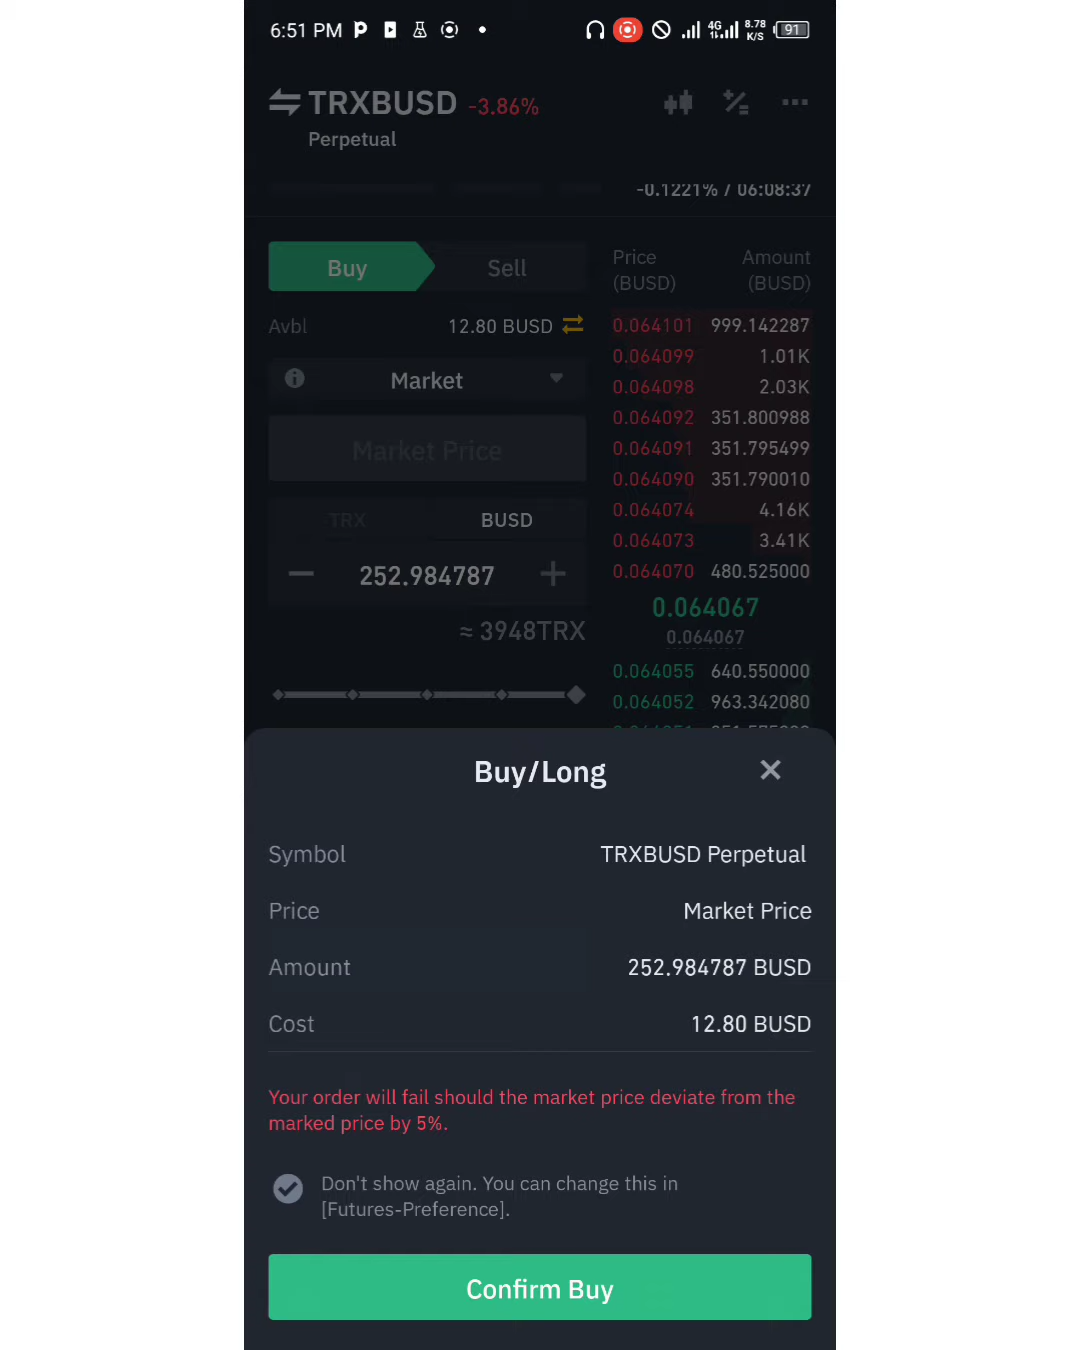 6:51 PM
4G 8.78 K/S 91
TRXBUSD -3.86%
Perpetual
-0.1221% / 06:08:37
Buy Sell
Price (BUSD) Amount (BUSD)
Avbl 12.80 BUSD
Market
Market Price
TRX BUSD
252.984787
≈ 3948TRX
0.064101 999.142287
0.064099 1.01K
0.064098 2.03K
0.064092 351.800988
0.064091 351.795499
0.064090 351.790010
0.064074 4.16K
0.064073 3.41K
0.064070 480.525000
0.064067
0.064067
0.064055 640.550000
0.064052 963.342080
Buy/Long
Symbol TRXBUSD Perpetual
Price Market Price
Amount 252.984787 BUSD
Cost 12.80 BUSD
Your order will fail should the market price deviate from the
marked price by 5%.
Don't show again. You can change this in
[Futures-Preference].
Confirm Buy